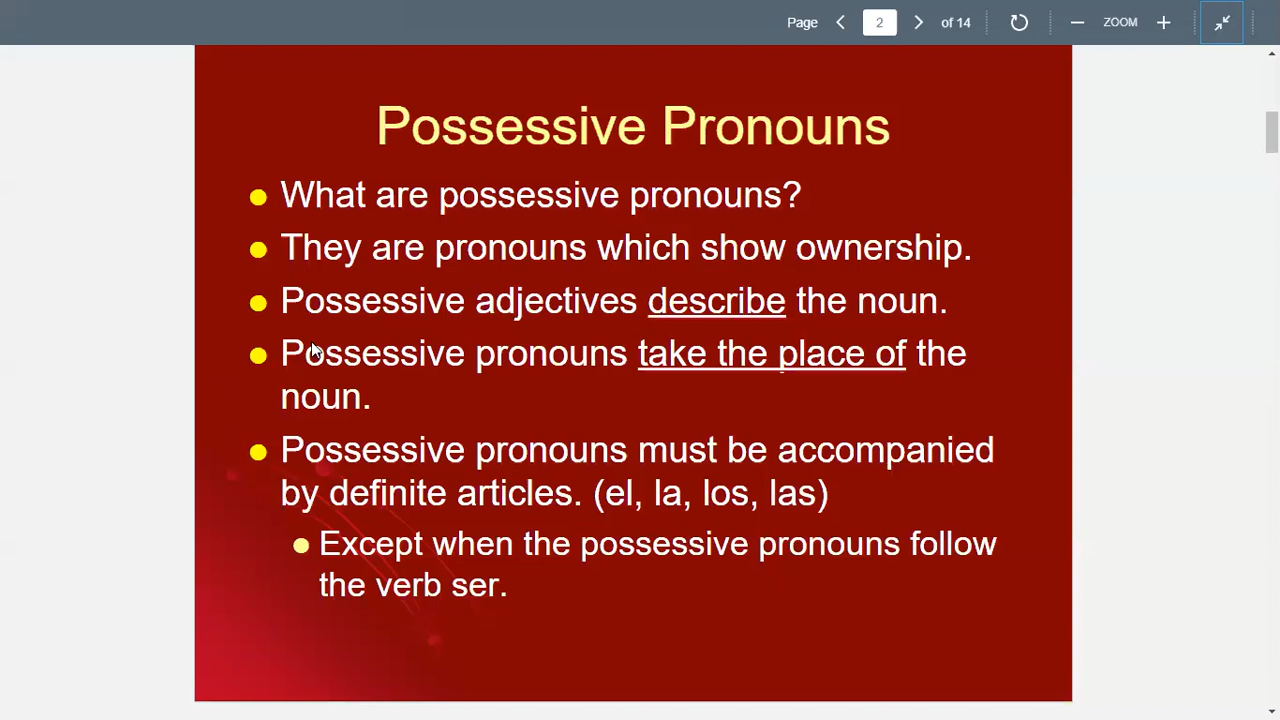 Page 2 of 14 ZOOM
Possessive Pronouns
What are possessive pronouns?
They are pronouns which show ownership.
Possessive adjectives describe the noun.
Possessive pronouns take the place of the
noun.
Possessive pronouns must be accompanied
by definite articles. (el, la, los, las)
Except when the possessive pronouns follow
the verb ser.